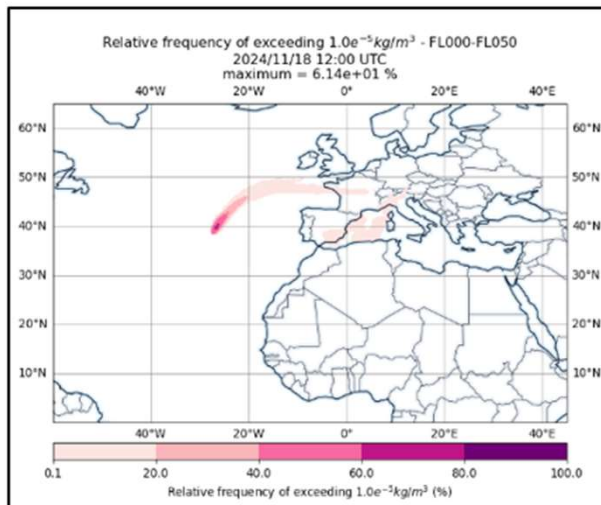 Relative frequency of exceeding 1.0e⁻⁵kg/m³ - FL000-FL050
2024/11/18 12:00 UTC
maximum = 6.14e+01 %
40°W 20°W 0° 20°E 40°E
60°N 60°N
50°N 50°N
40°N 40°N
30°N 30°N
20°N 20°N
10°N 10°N
40°W 20°W 0° 20°E 40°E
0.1 20.0 40.0 60.0 80.0 100.0
Relative frequency of exceeding 1.0e⁻⁵kg/m³ (%)